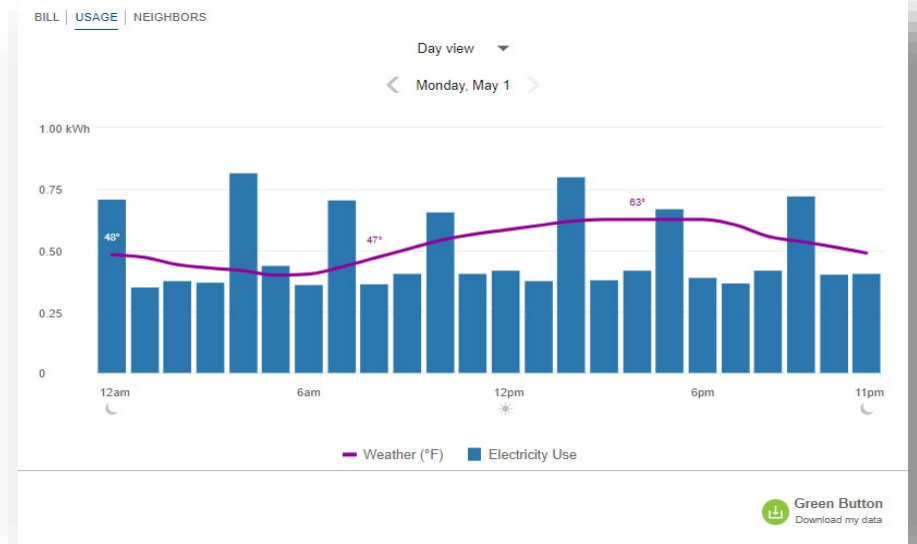 BILL | USAGE | NEIGHBORS
Day view
Monday, May 1
1.00 kWh
0.75
0.50
0.25
0
48°
47°
63°
12am 6am 12pm 6pm 11pm
Weather (°F) Electricity Use
Green Button
Download my data